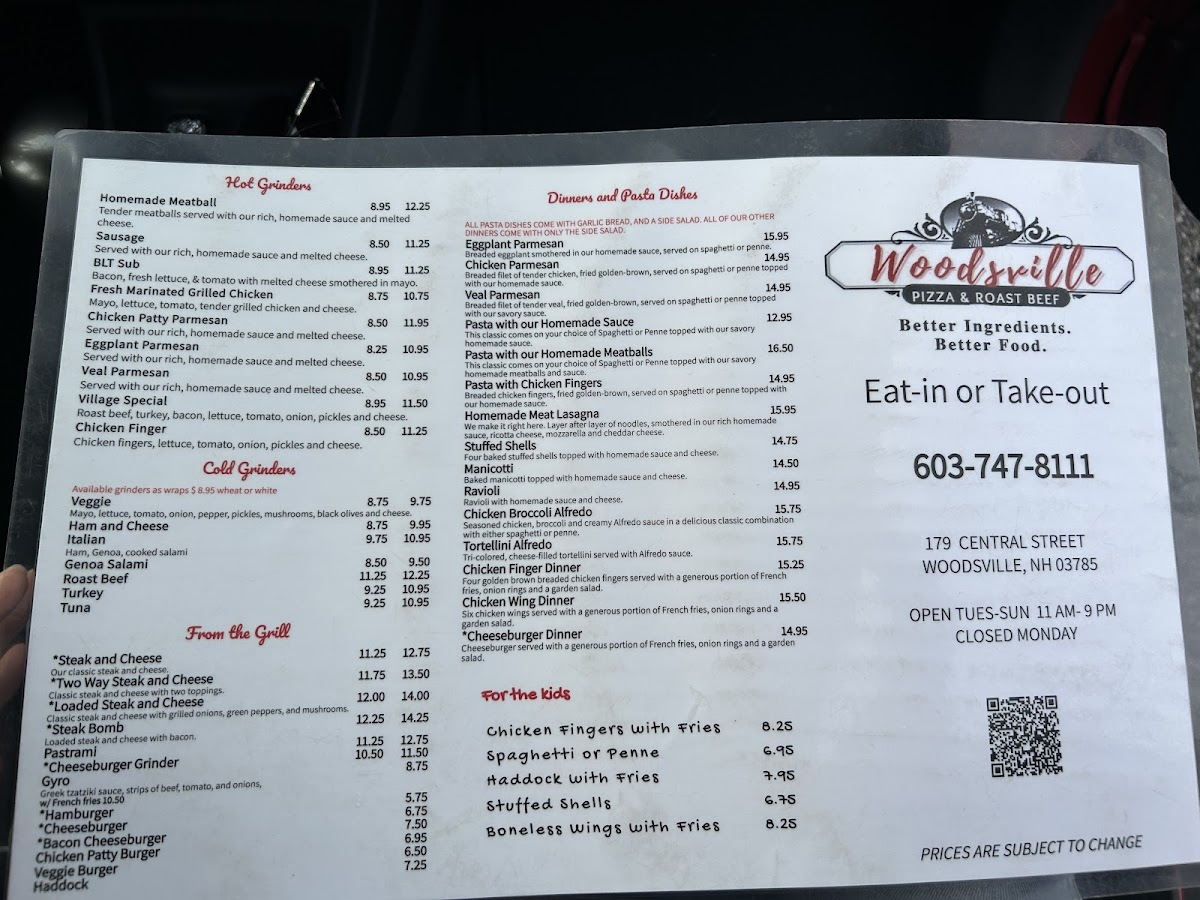 Hot Grinders
Homemade Meatball 8.95 12.25
Tender meatballs served with our rich, homemade sauce and melted
cheese.
Sausage 8.50 11.25
Served with our rich, homemade sauce and melted cheese.
BLT Sub 8.95 11.25
Bacon, fresh lettuce, & tomato with melted cheese smothered in mayo.
Fresh Marinated Grilled Chicken 8.75 10.75
Mayo, lettuce, tomato, tender grilled chicken and cheese.
Chicken Patty Parmesan 8.50 11.95
Served with our rich, homemade sauce and melted cheese.
Eggplant Parmesan 8.25 10.95
Served with our rich, homemade sauce and melted cheese.
Veal Parmesan 8.50 10.95
Served with our rich, homemade sauce and melted cheese.
Village Special 8.95 11.50
Roast beef, turkey, bacon, lettuce, tomato, onion, pickles and cheese.
Chicken Finger 8.50 11.25
Chicken fingers, lettuce, tomato, onion, pickles and cheese.
Cold Grinders
Available grinders as wraps $ 8.95 wheat or white
Veggie 8.75 9.75
Mayo, lettuce, tomato, onion, pepper, pickles, mushrooms, black olives and cheese.
Ham and Cheese 8.75 9.95
Italian 9.75 10.95
Ham, Genoa, cooked salami
Genoa Salami 8.50 9.50
Roast Beef 11.25 12.25
Turkey 9.25 10.95
Tuna 9.25 10.95
From the Grill
*Steak and Cheese 11.25 12.75
Our classic steak and cheese.
*Two Way Steak and Cheese 11.75 13.50
Classic steak and cheese with two toppings.
*Loaded Steak and Cheese 12.00 14.00
Classic steak and cheese with grilled onions, green peppers, and mushrooms.
*Steak Bomb 12.25 14.25
Loaded steak and cheese with bacon.
Pastrami 11.25 12.75
*Cheeseburger Grinder 10.50 11.50
Gyro 8.75
Greek tzatziki sauce, strips of beef, tomato, and onions,
w/ French fries 10.50
*Hamburger 5.75
*Cheeseburger 6.75
*Bacon Cheeseburger 7.50
Chicken Patty Burger 6.95
Veggie Burger 6.50
Haddock 7.25
Dinners and Pasta Dishes
ALL PASTA DISHES COME WITH GARLIC BREAD, AND A SIDE SALAD. ALL OF OUR OTHER
DINNERS COME WITH ONLY THE SIDE SALAD.
Eggplant Parmesan 15.95
Breaded eggplant smothered in our homemade sauce, served on spaghetti or penne.
Chicken Parmesan 14.95
Breaded filet of tender chicken, fried golden-brown, served on spaghetti or penne topped
with our homemade sauce.
Veal Parmesan 14.95
Breaded filet of tender veal, fried golden-brown, served on spaghetti or penne topped
with our savory sauce.
Pasta with our Homemade Sauce 12.95
This classic comes on your choice of Spaghetti or Penne topped with our savory
homemade sauce.
Pasta with our Homemade Meatballs 16.50
This classic comes on your choice of Spaghetti or Penne topped with our savory
homemade meatballs and sauce.
Pasta with Chicken Fingers 14.95
Breaded chicken fingers, fried golden-brown, served on spaghetti or penne topped with
our homemade sauce.
Homemade Meat Lasagna 15.95
We make it right here. Layer after layer of noodles, smothered in our rich homemade
sauce, ricotta cheese, mozzarella and cheddar cheese.
Stuffed Shells 14.75
Four baked stuffed shells topped with homemade sauce and cheese.
Manicotti 14.50
Baked manicotti topped with homemade sauce and cheese.
Ravioli 14.95
Ravioli with homemade sauce and cheese.
Chicken Broccoli Alfredo 15.75
Seasoned chicken, broccoli and creamy Alfredo sauce in a delicious classic combination
with either spaghetti or penne.
Tortellini Alfredo 15.75
Tri-colored, cheese-filled tortellini served with Alfredo sauce.
Chicken Finger Dinner 15.25
Four golden brown breaded chicken fingers served with a generous portion of French
fries, onion rings and a garden salad.
Chicken Wing Dinner 15.50
Six chicken wings served with a generous portion of French fries, onion rings and a
garden salad.
*Cheeseburger Dinner 14.95
Cheeseburger served with a generous portion of French fries, onion rings and a garden
salad.
For the kids
Chicken Fingers with Fries 8.25
Spaghetti or Penne 6.95
Haddock with Fries 7.95
Stuffed Shells 6.75
Boneless Wings with Fries 8.25
Woodsville
PIZZA & ROAST BEEF
Better Ingredients.
Better Food.
Eat-in or Take-out
603-747-8111
179 CENTRAL STREET
WOODSVILLE, NH 03785
OPEN TUES-SUN 11 AM- 9 PM
CLOSED MONDAY
PRICES ARE SUBJECT TO CHANGE